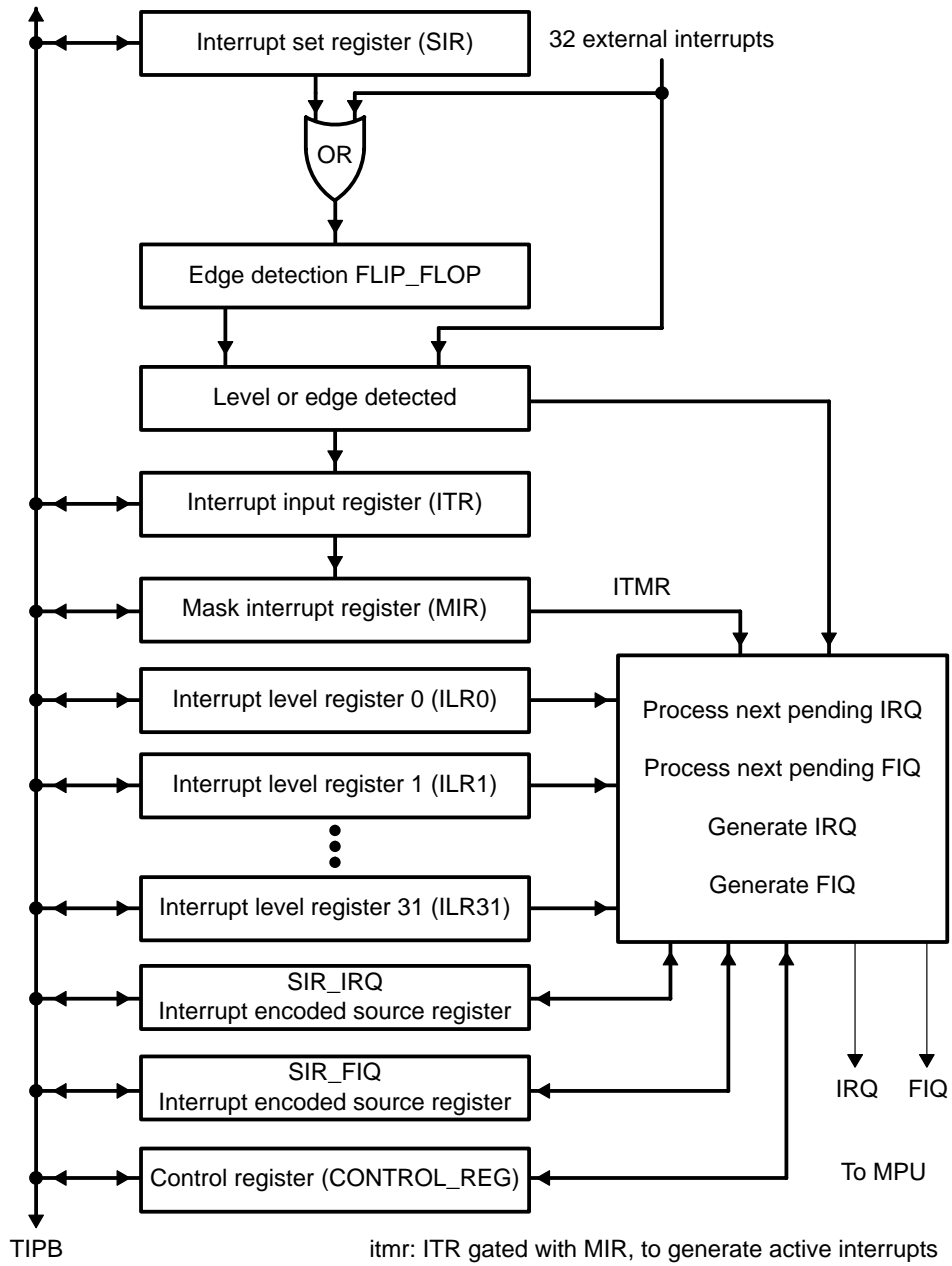 Interrupt set register (SIR)
32 external interrupts
OR
Edge detection FLIP_FLOP
Level or edge detected
Interrupt input register (ITR)
Mask interrupt register (MIR)
ITMR
Interrupt level register 0 (ILR0)
Process next pending IRQ
Interrupt level register 1 (ILR1)
Process next pending FIQ
Generate IRQ
Generate FIQ
Interrupt level register 31 (ILR31)
SIR_IRQ
Interrupt encoded source register
SIR_FIQ
Interrupt encoded source register
IRQ
FIQ
Control register (CONTROL_REG)
To MPU
TIPB
itmr: ITR gated with MIR, to generate active interrupts